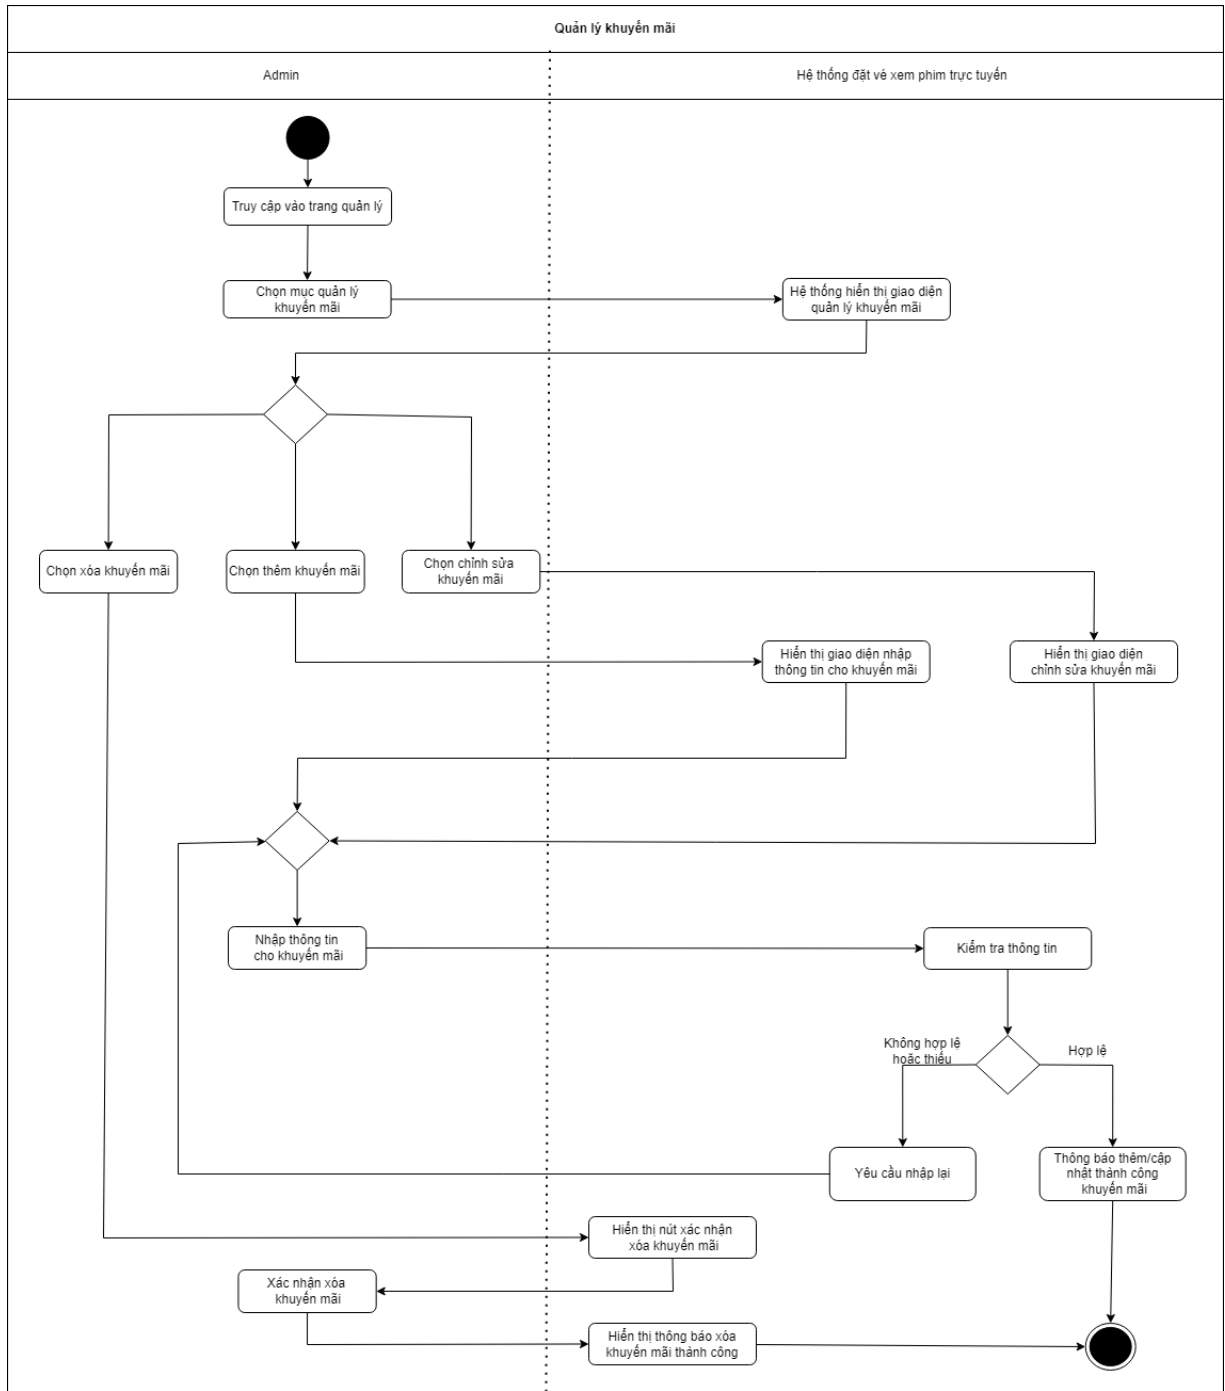 Quản lý khuyến mãi
Admin
Hệ thống đặt vé xem phim trực tuyến
Truy cập vào trang quản lý
Chọn mục quản lý
khuyến mãi
Hệ thống hiển thị giao diện
quản lý khuyến mãi
Chọn xóa khuyến mãi
Chọn thêm khuyến mãi
Chọn chỉnh sửa
khuyến mãi
Hiển thị giao diện nhập
thông tin cho khuyến mãi
Hiển thị giao diện
chỉnh sửa khuyến mãi
Nhập thông tin
cho khuyến mãi
Kiểm tra thông tin
Không hợp lệ
hoặc thiếu
Hợp lệ
Yêu cầu nhập lại
Thông báo thêm/cập
nhật thành công
khuyến mãi
Hiển thị nút xác nhận
xóa khuyến mãi
Xác nhận xóa
khuyến mãi
Hiển thị thông báo xóa
khuyến mãi thành công